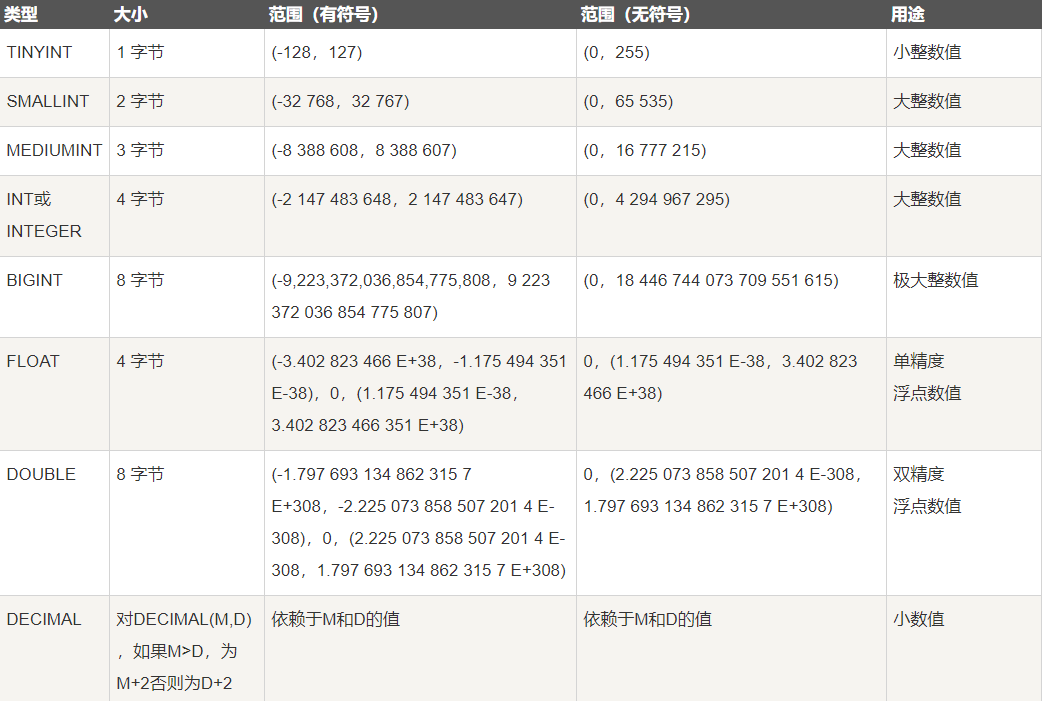 类型 大小 范围（有符号） 范围（无符号） 用途
TINYINT 1 字节 (-128，127) (0，255) 小整数值
SMALLINT 2 字节 (-32 768，32 767) (0，65 535) 大整数值
MEDIUMINT 3 字节 (-8 388 608，8 388 607) (0，16 777 215) 大整数值
INT或 4 字节 (-2 147 483 648，2 147 483 647) (0，4 294 967 295) 大整数值
INTEGER
BIGINT 8 字节 (-9,223,372,036,854,775,808，9 223 (0，18 446 744 073 709 551 615) 极大整数值
372 036 854 775 807)
FLOAT 4 字节 (-3.402 823 466 E+38，-1.175 494 351 0，(1.175 494 351 E-38，3.402 823 单精度
E-38)，0，(1.175 494 351 E-38， 466 E+38) 浮点数值
3.402 823 466 351 E+38)
DOUBLE 8 字节 (-1.797 693 134 862 315 7 0，(2.225 073 858 507 201 4 E-308， 双精度
E+308，-2.225 073 858 507 201 4 E- 1.797 693 134 862 315 7 E+308) 浮点数值
308)，0，(2.225 073 858 507 201 4 E-
308，1.797 693 134 862 315 7 E+308)
DECIMAL 对DECIMAL(M,D) 依赖于M和D的值 依赖于M和D的值 小数值
，如果M>D，为
M+2否则为D+2